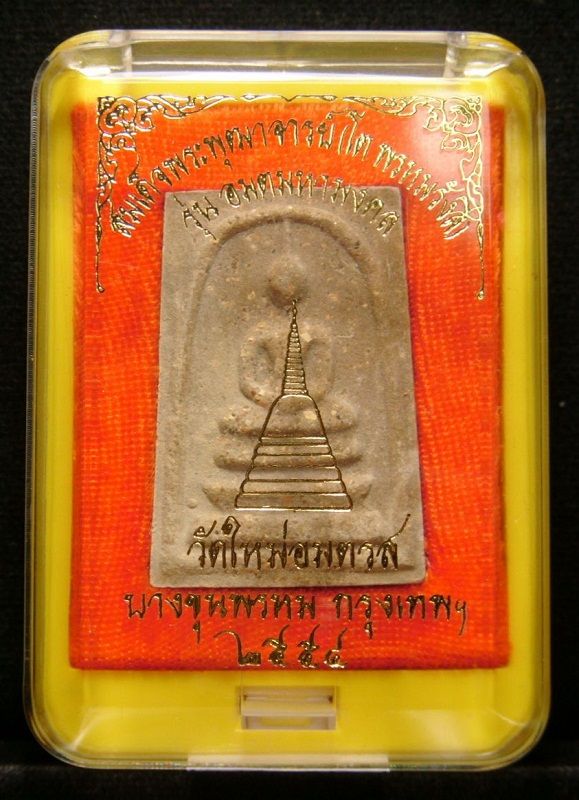 สมเด็จพระพุฒาจารย์ (โต พรหมรังสี)
รุ่น อมตมหามงคล
วัดใหม่อมตรส
บางขุนพรหม กรุงเทพฯ
๒๕๕๔